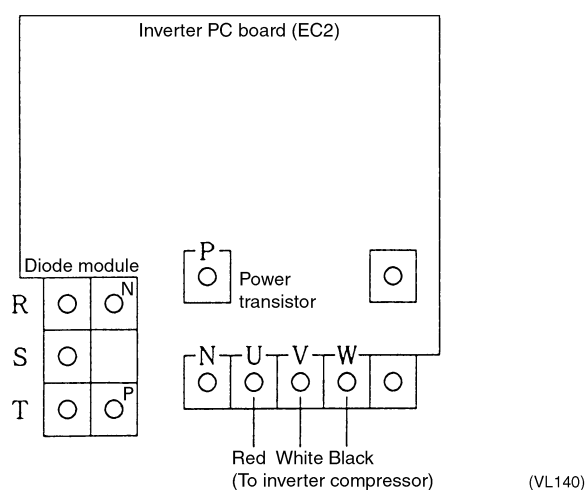 Inverter PC board (EC2)
P
Diode module
Power
transistor
R
N
S
T
P
N U V W
Red White Black
(To inverter compressor)
(VL140)